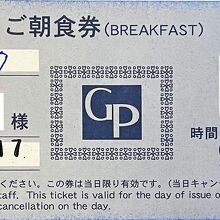 ご朝食券(BREAKFAST)
GP
様
17
時間
ください。この券は当日限り有効です。(当日キャン
staff. This ticket is valid for the day of issue o
cancellation on the day.